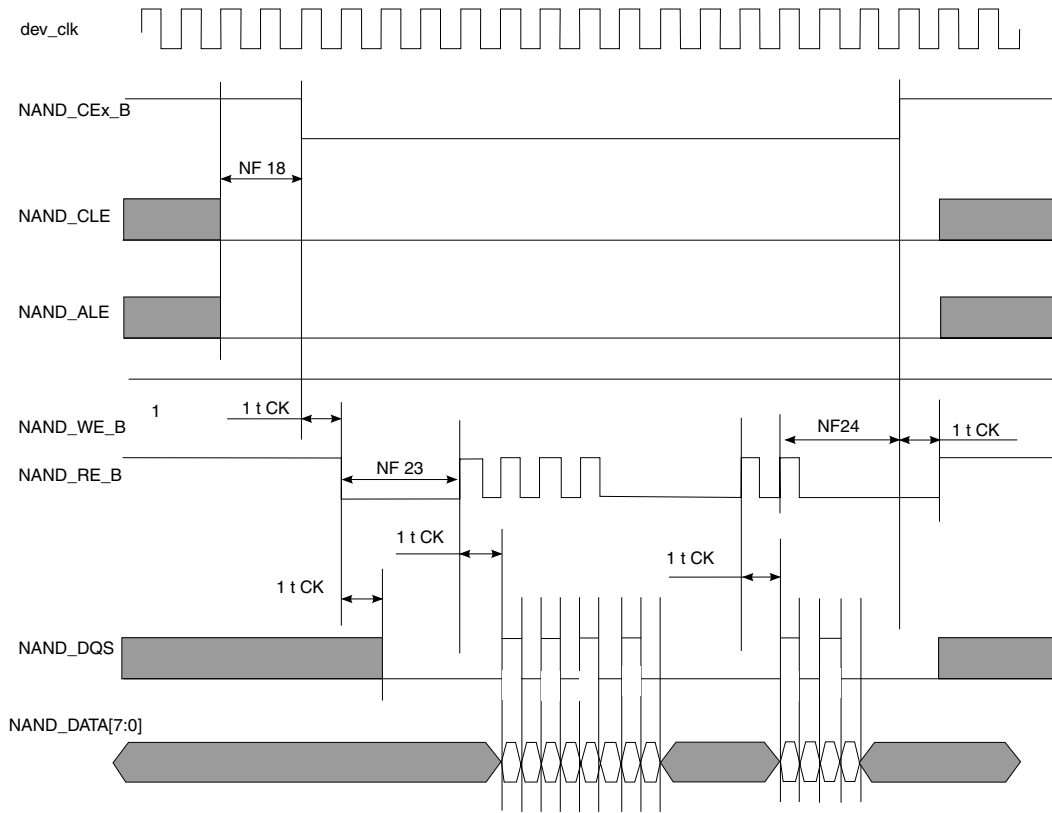 dev_clk
NAND_CEx_B
NF 18
NAND_CLE
NAND_ALE
1
1 t CK
NAND_WE_B
NF24
1 t CK
NAND_RE_B
NF 23
1 t CK
1 t CK
1 t CK
NAND_DQS
NAND_DATA[7:0]